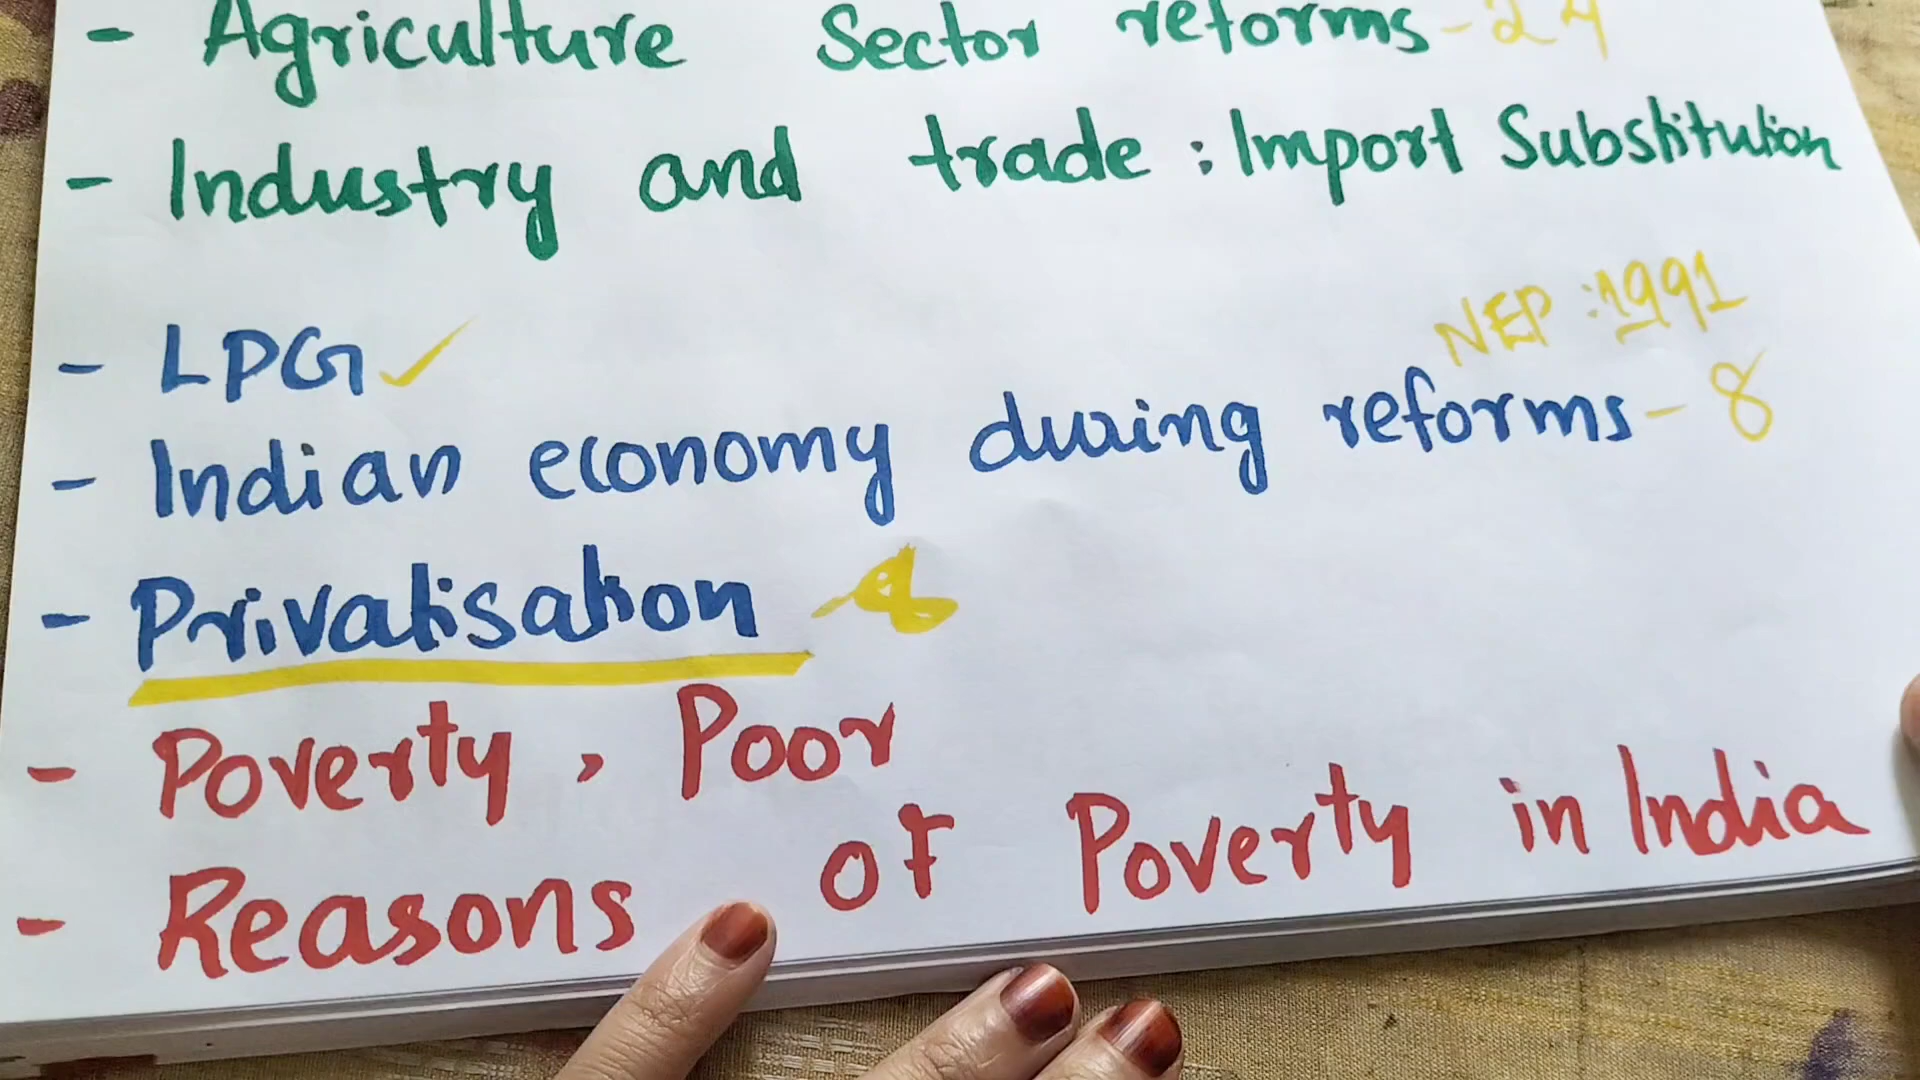 - Agriculture Sector reforms - 24
- Industry and trade : Import Substitution
NEP : 1991
- LPG ✓
- Indian economy during reforms - 8
- Privatisation
- Poverty, Poor
- Reasons of Poverty in India